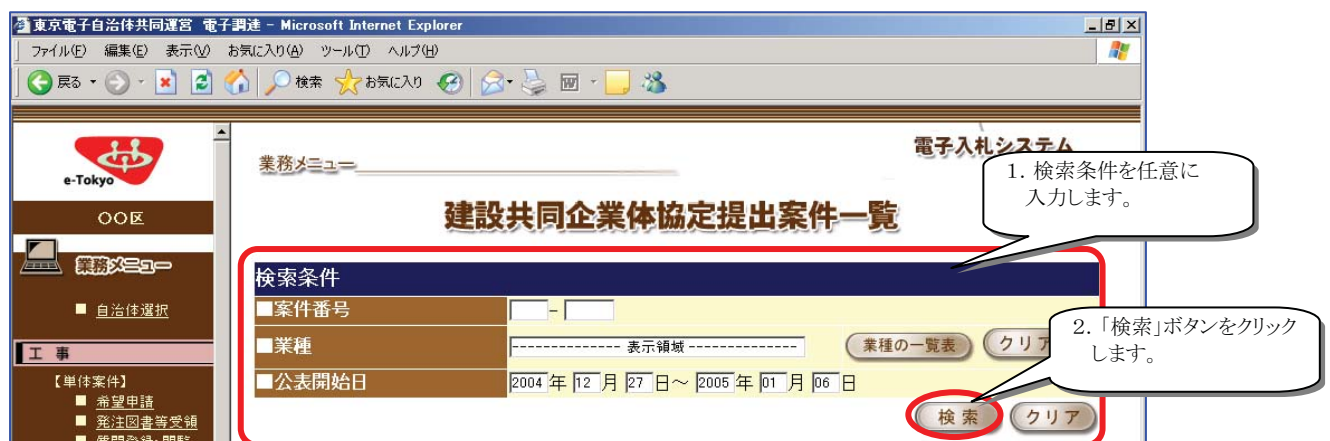 東京電子自治体共同運営 電子調達 - Microsoft Internet Explorer
ファイル(F) 編集(E) 表示(V) お気に入り(A) ツール(T) ヘルプ(H)
戻る 検索 お気に入り
e-Tokyo
〇〇区
業務メニュー
■ 自治体選択
工 事
【単体案件】
■ 希望申請
■ 発注図書等受領
業務メニュー
電子入札システム
建設共同企業体協定提出案件一覧
検索条件
■案件番号 -
■業種 -------------- 表示領域 -------------- 業種の一覧表 クリア
■公表開始日 2004 年 12 月 27 日～ 2005 年 01 月 06 日
検 索 クリア
1. 検索条件を任意に
入力します。
2. 「検索」ボタンをクリック
します。